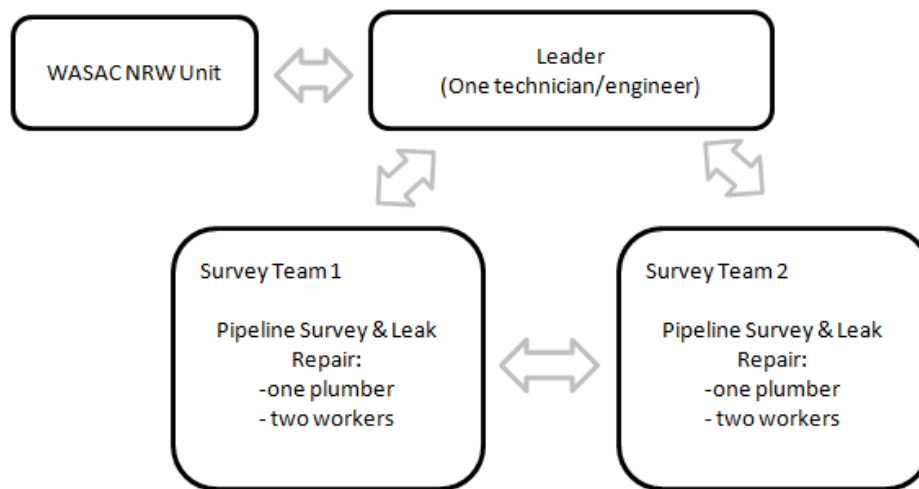 WASAC NRW Unit
Leader
(One technician/engineer)
Survey Team 1
Pipeline Survey & Leak
Repair:
-one plumber
- two workers
Survey Team 2
Pipeline Survey & Leak
Repair:
-one plumber
- two workers